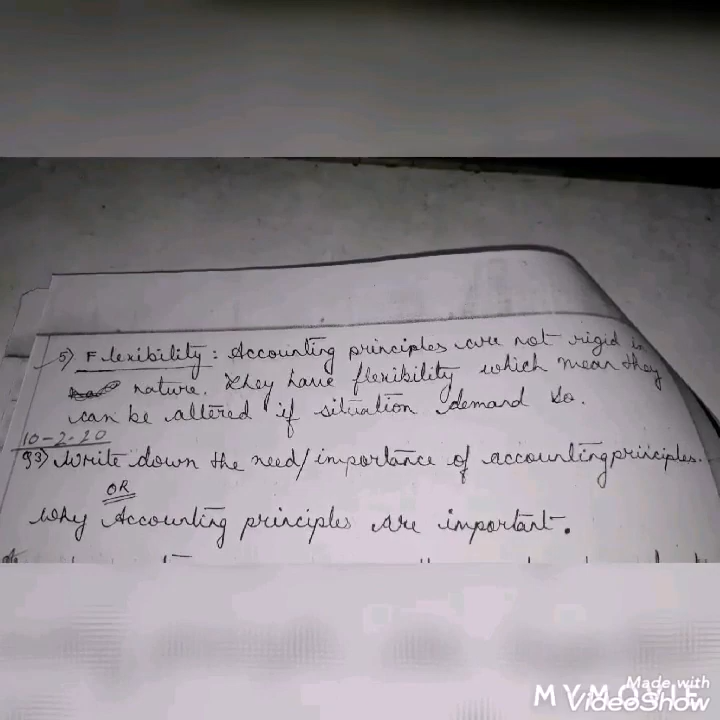 5) Flexibility : Accounting principles are not rigid in
nature. They have flexibility which mean they
can be altered if situation demand so.
10-2-20
Q3) Write down the need/importance of accounting principles.
OR
Why Accounting principles are important.
Made with
MYMOVIE
VideoShow